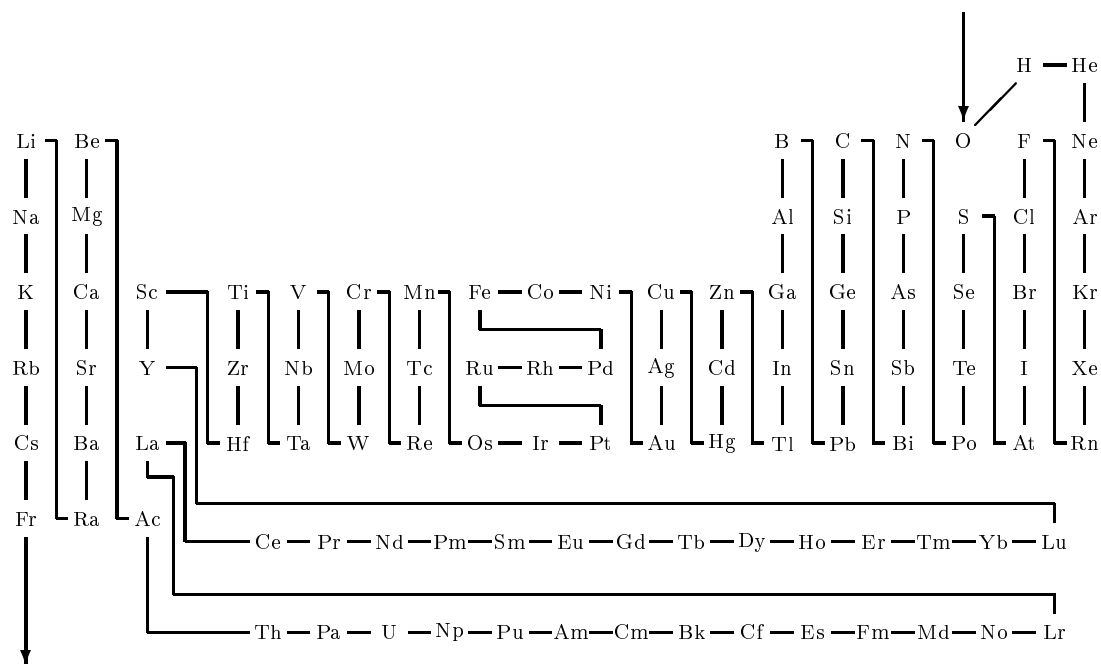 H He
Li Be B C N O F Ne
Na Mg Al Si P S Cl Ar
K Ca Sc Ti V Cr Mn Fe Co Ni Cu Zn Ga Ge As Se Br Kr
Rb Sr Y Zr Nb Mo Tc Ru Rh Pd Ag Cd In Sn Sb Te I Xe
Cs Ba La Hf Ta W Re Os Ir Pt Au Hg Tl Pb Bi Po At Rn
Fr Ra Ac
Ce Pr Nd Pm Sm Eu Gd Tb Dy Ho Er Tm Yb Lu
Th Pa U Np Pu Am Cm Bk Cf Es Fm Md No Lr